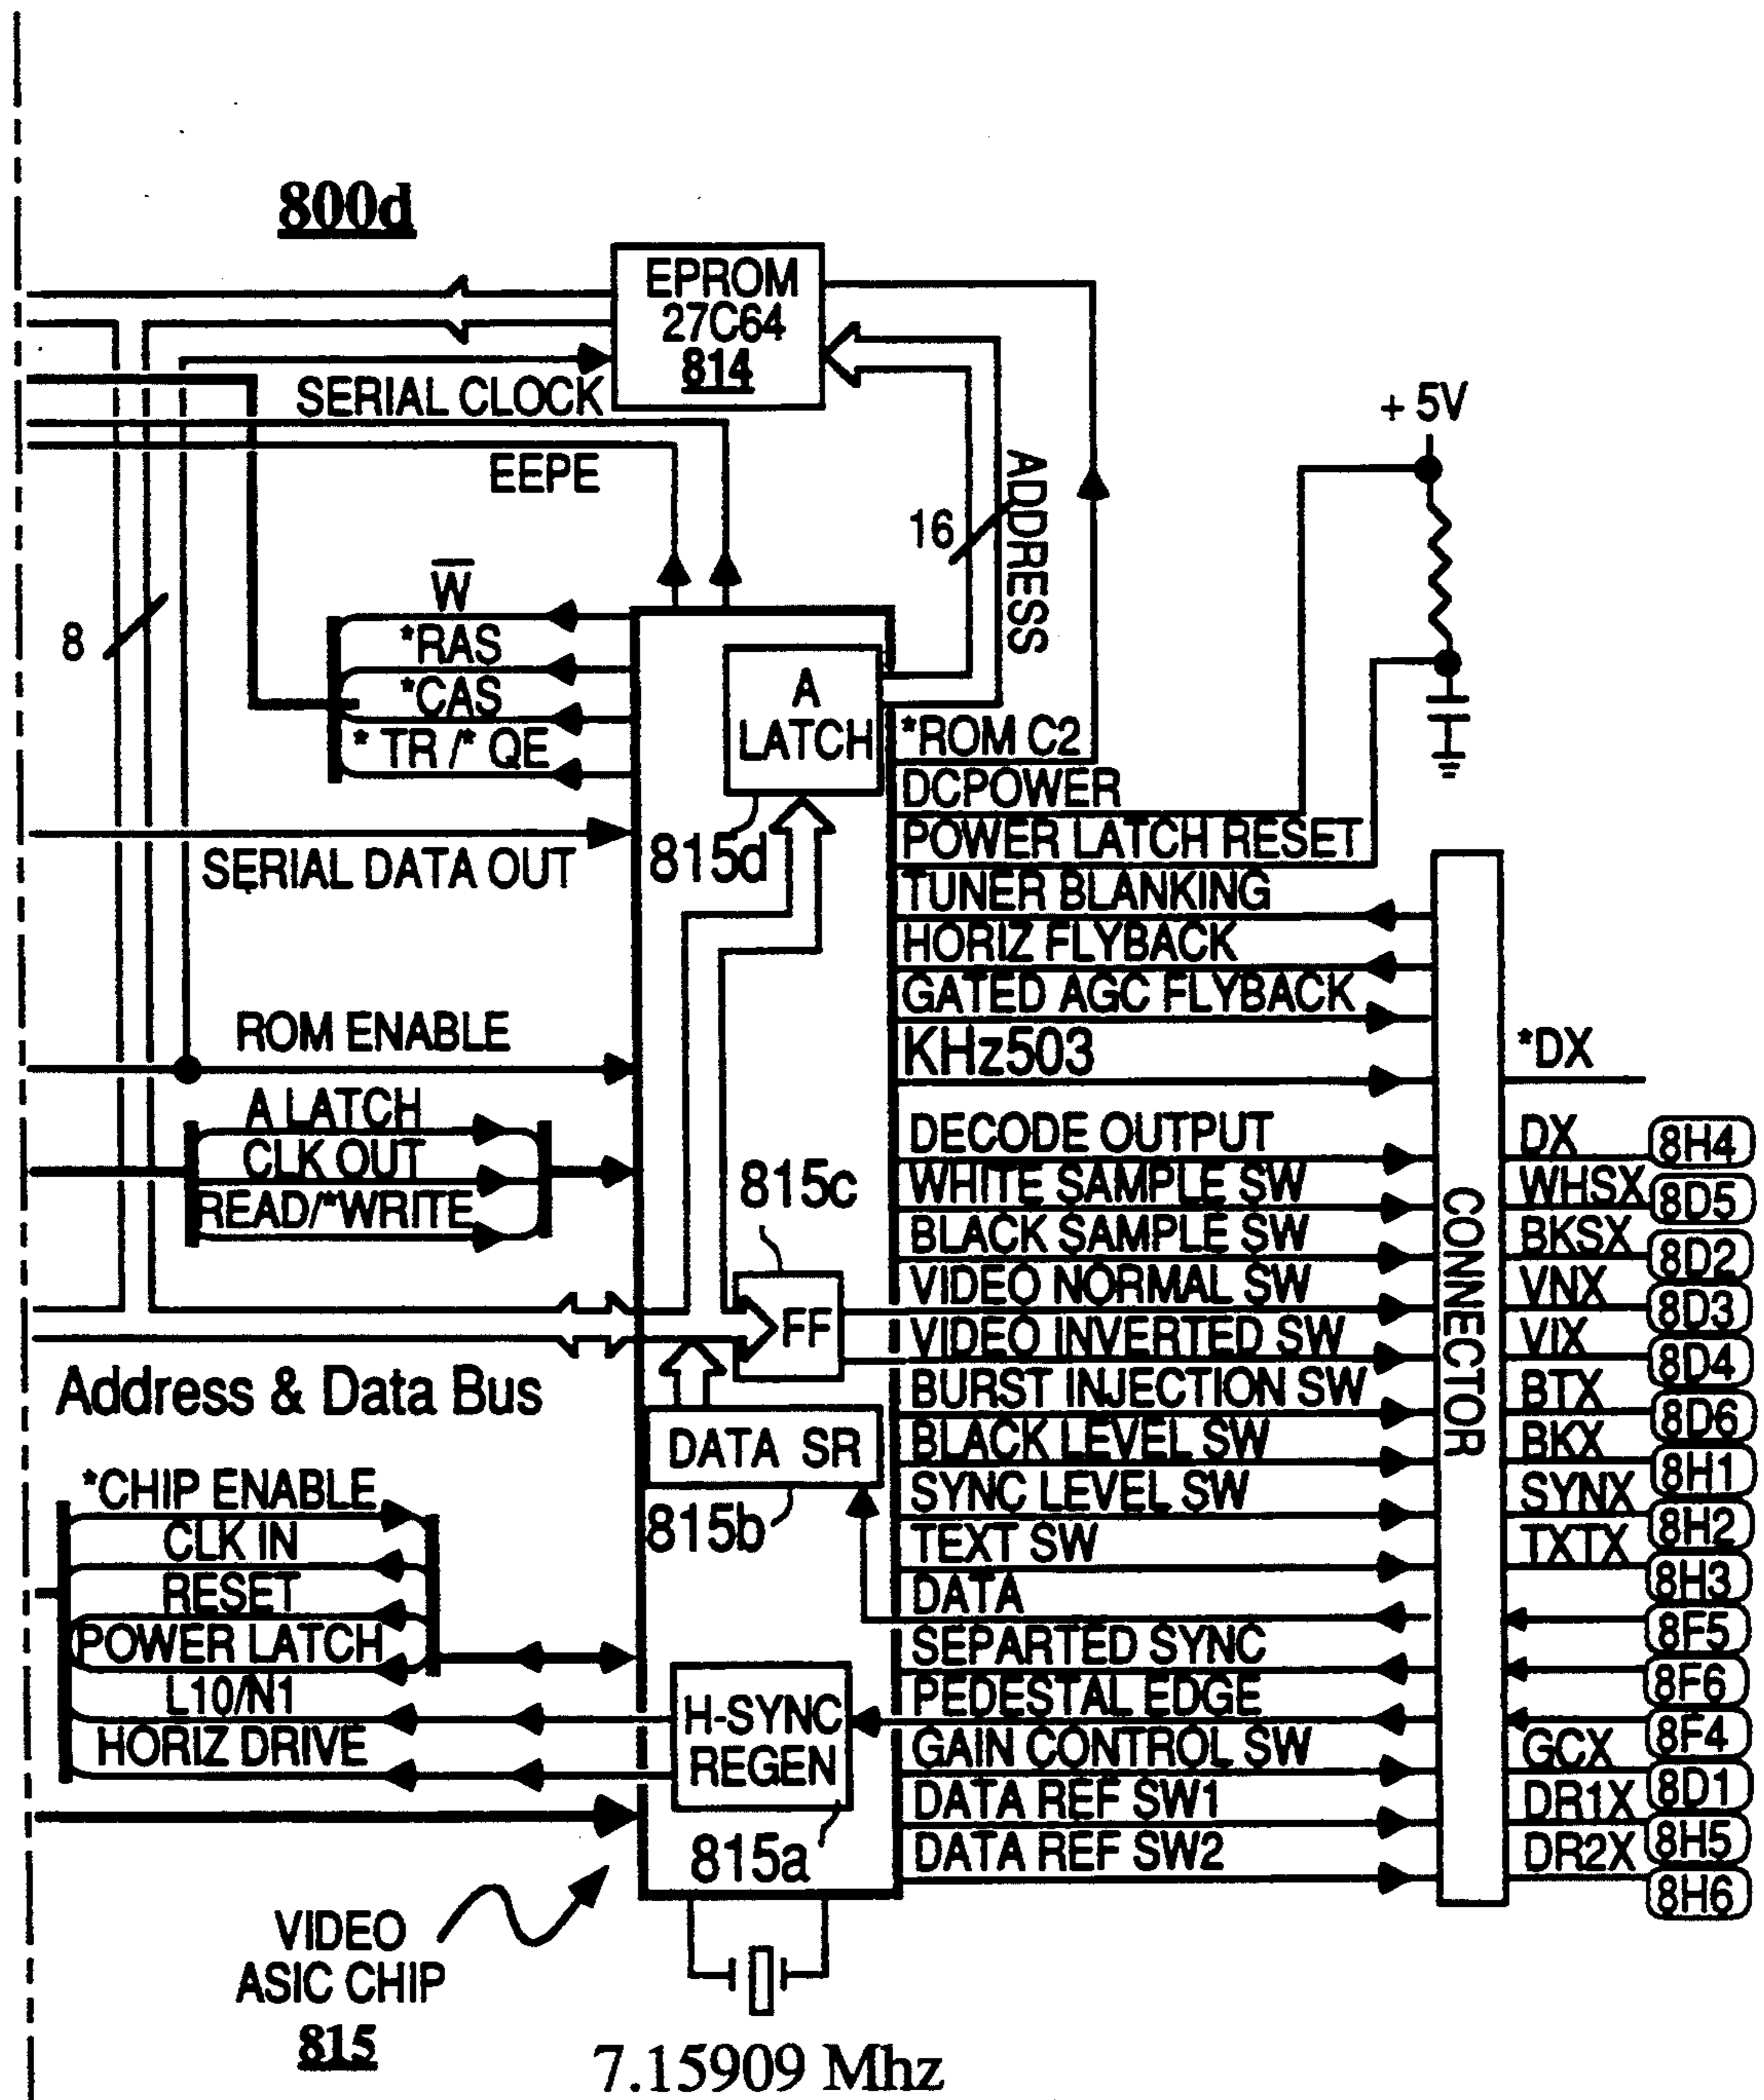 800d
EPROM
27C64
814
SERIAL CLOCK
EEPE
+ 5V
16
ADDRESS
8
W
*RAS
*CAS
* TR /* QE
A
LATCH
*ROM C2
DCPOWER
POWER LATCH RESET
815d
SERIAL DATA OUT
TUNER BLANKING
HORIZ FLYBACK
GATED AGC FLYBACK
KHz503
*DX
ROM ENABLE
A LATCH
CLK OUT
READ/*WRITE
815c
FF
CONNECTOR
DECODE OUTPUT
DX
8H4
WHITE SAMPLE SW
WHSX
8D5
BLACK SAMPLE SW
BKSX
8D2
VIDEO NORMAL SW
VNX
8D3
VIDEO INVERTED SW
VIX
8D4
BURST INJECTION SW
BTX
8D6
BLACK LEVEL SW
BKX
8H1
SYNC LEVEL SW
SYNX
8H2
TEXT SW
TXTX
8H3
DATA
8F5
SEPARTED SYNC
8F6
PEDESTAL EDGE
8F4
GAIN CONTROL SW
GCX
8D1
DATA REF SW1
DR1X
8H5
DATA REF SW2
DR2X
8H6
Address & Data Bus
DATA SR
815b
*CHIP ENABLE
CLK IN
RESET
POWER LATCH
L10/N1
HORIZ DRIVE
H-SYNC
REGEN
815a
VIDEO
ASIC CHIP
815
7.15909 Mhz